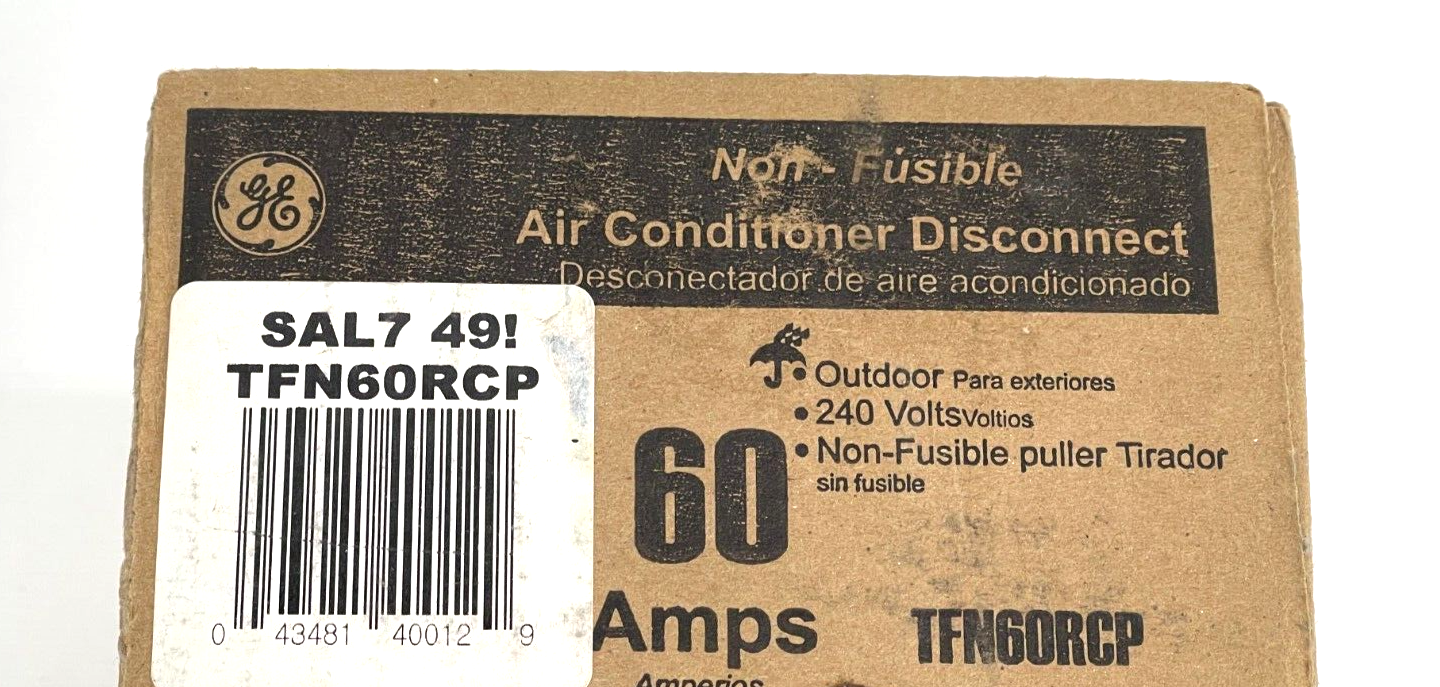 GE
Non - Fusible
Air Conditioner Disconnect
Desconectador de aire acondicionado
SAL7 49!
TFN60RCP
0 43481 40012 9
• Outdoor Para exteriores
• 240 VoltsVoltios
• Non-Fusible puller Tirador
sin fusible
60
Amps
Amperios
TFN60RCP